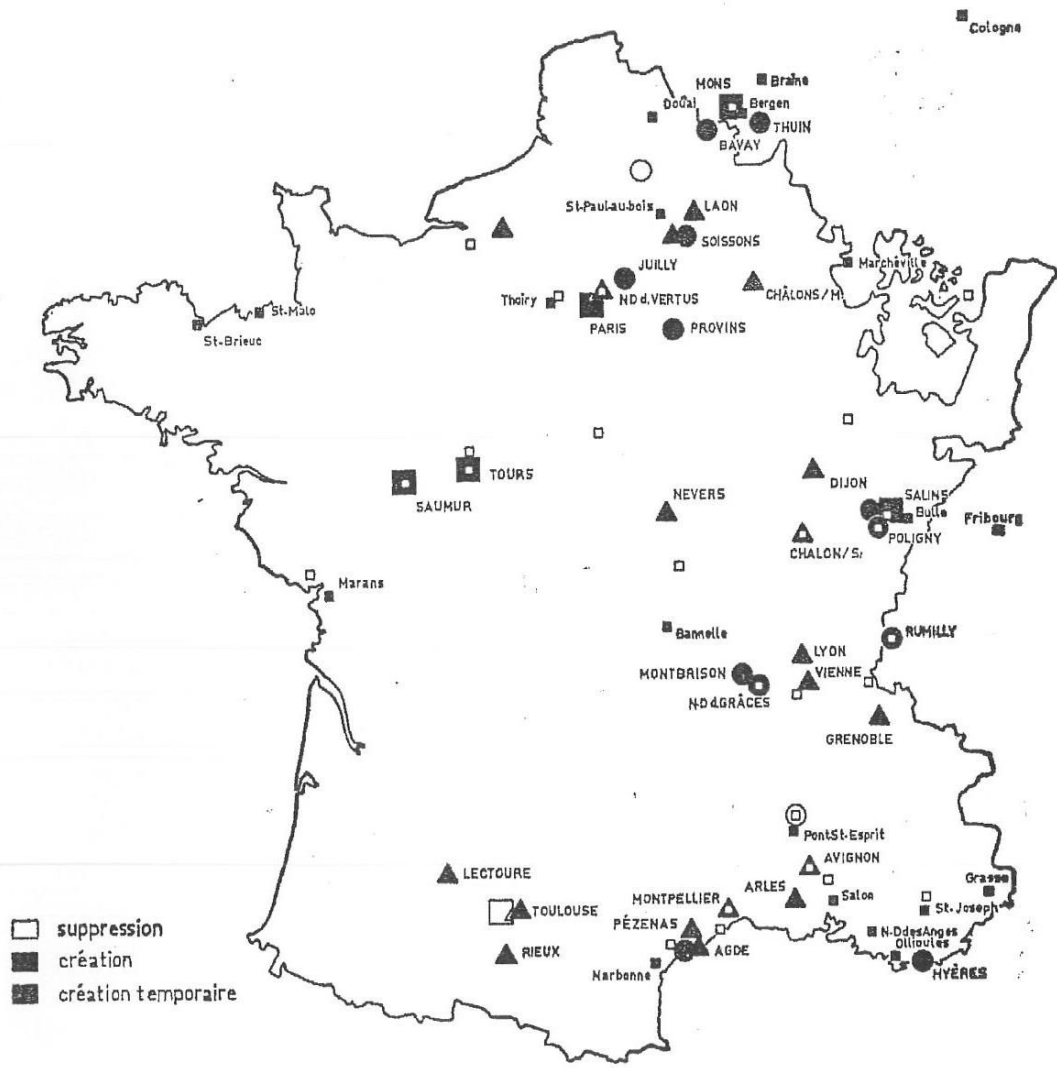 Cologne
Braîne
MONS
Douai
Bergen
THUIN
BAVAY
St-Paul-au-bois
LAON
SOISSONS
Marchéville
JUILLY
CHÂLONS/M.
Thoiry
N D d. VERTUS
St-Malo
PARIS
PROVINS
St-Brieuc
TOURS
DIJON
SAUMUR
NEVERS
SALINS
Bulle
Fribourg
POLIGNY
CHALON/S.
Marans
Bannelle
RUMILLY
LYON
MONTBRISON
VIENNE
N-D d.GRÂCES
GRENOBLE
Pont St-Esprit
AVIGNON
LECTOURE
Grasse
MONTPELLIER
ARLES
Salon
St-Joseph
TOULOUSE
PÉZENAS
N-D des Anges
suppression
Ollioules
RIEUX
AGDE
création
Narbonne
HYÈRES
création temporaire